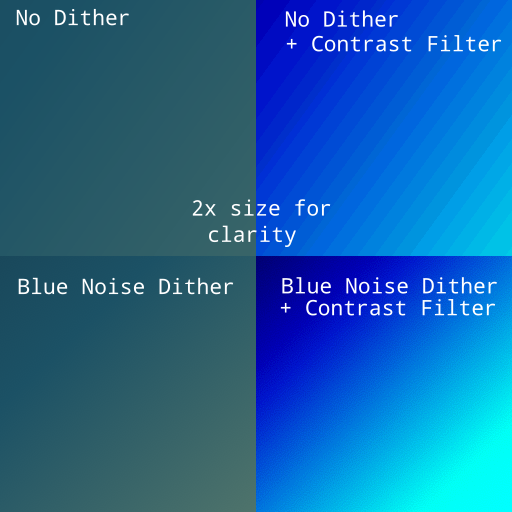 No Dither
No Dither
+ Contrast Filter
2x size for
clarity
Blue Noise Dither
Blue Noise Dither
+ Contrast Filter